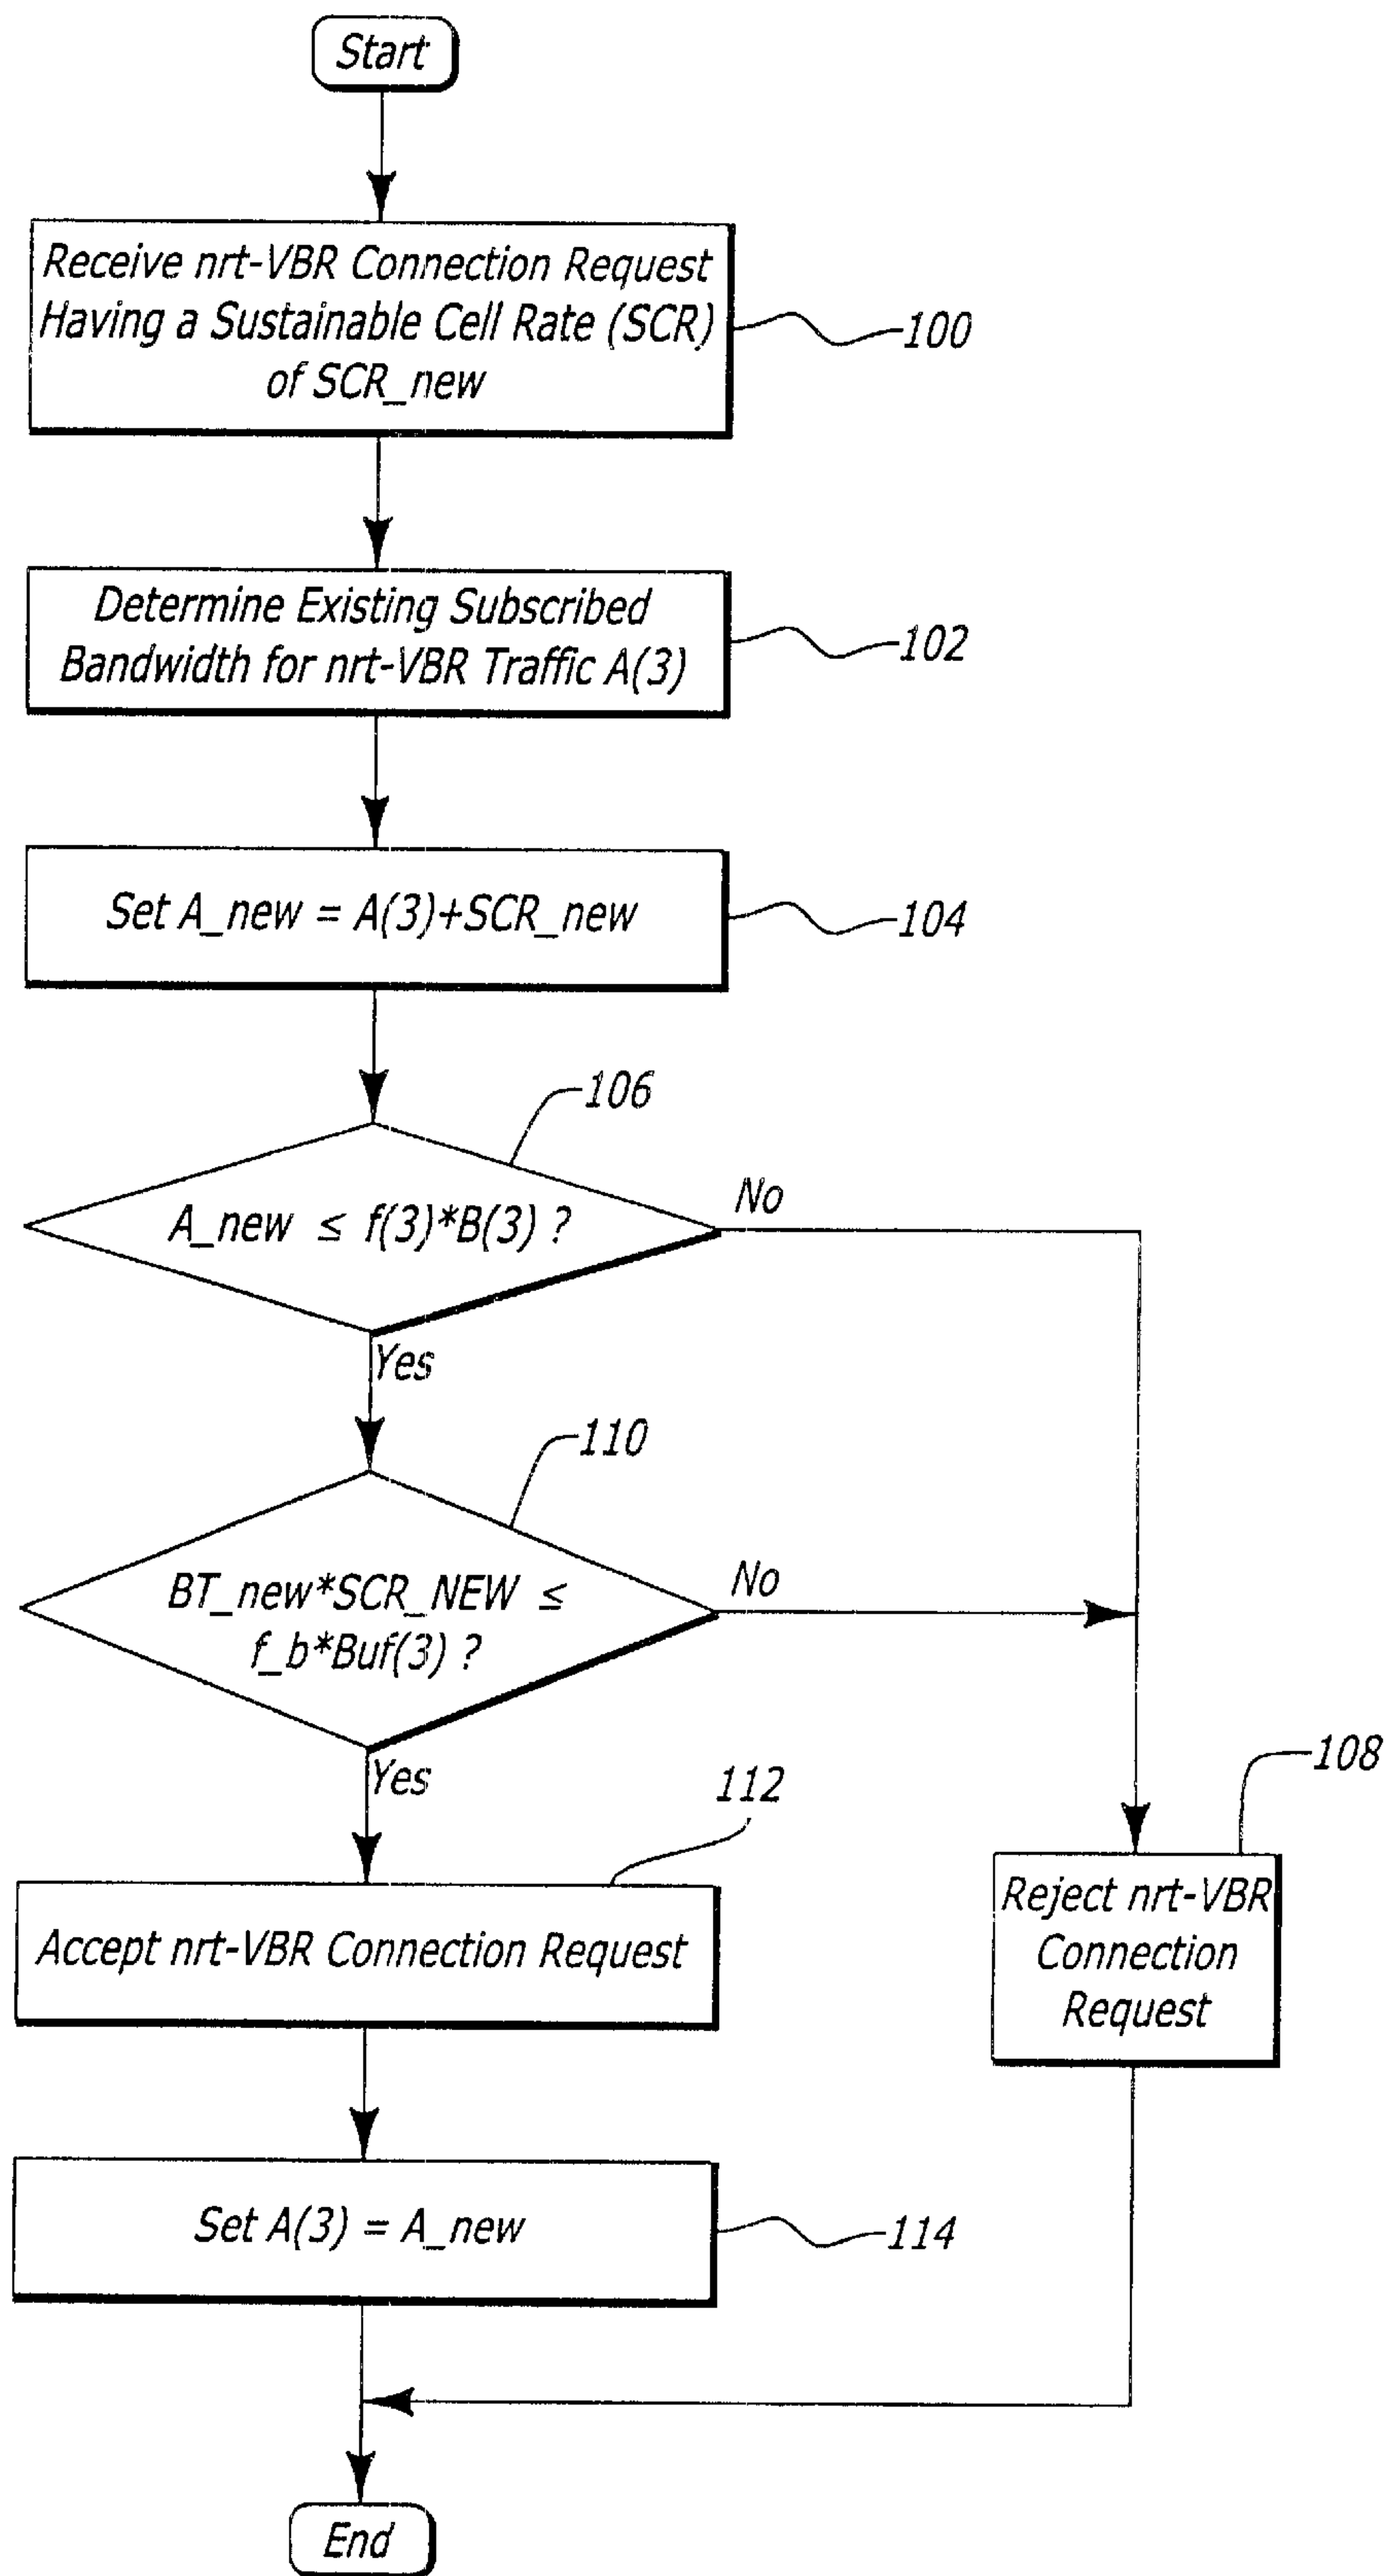 Start
Receive nrt-VBR Connection Request
Having a Sustainable Cell Rate (SCR)
of SCR_new
100
Determine Existing Subscribed
Bandwidth for nrt-VBR Traffic A(3)
102
Set A_new = A(3)+SCR_new
104
106
A_new ≤ f(3)*B(3) ?
No
Yes
110
BT_new*SCR_NEW ≤
f_b*Buf(3) ?
No
Yes
112
108
Accept nrt-VBR Connection Request
Reject nrt-VBR
Connection
Request
Set A(3) = A_new
114
End